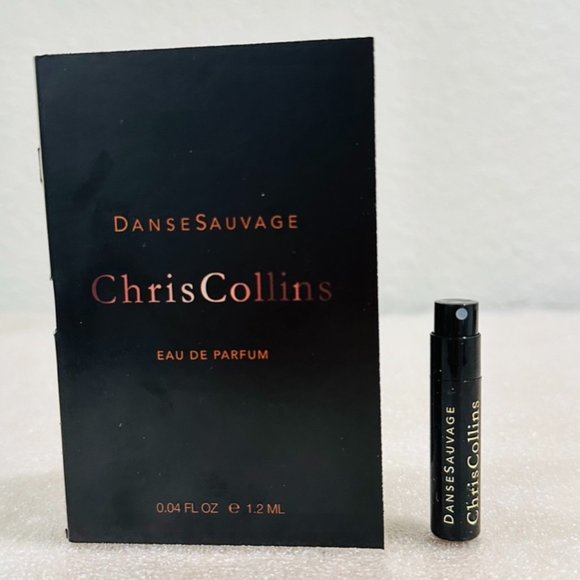 DANSESAUVAGE
ChrisCollins
EAU DE PARFUM
0.04 FL OZ ℮ 1.2 ML
DANSESAUVAGE
ChrisCollins